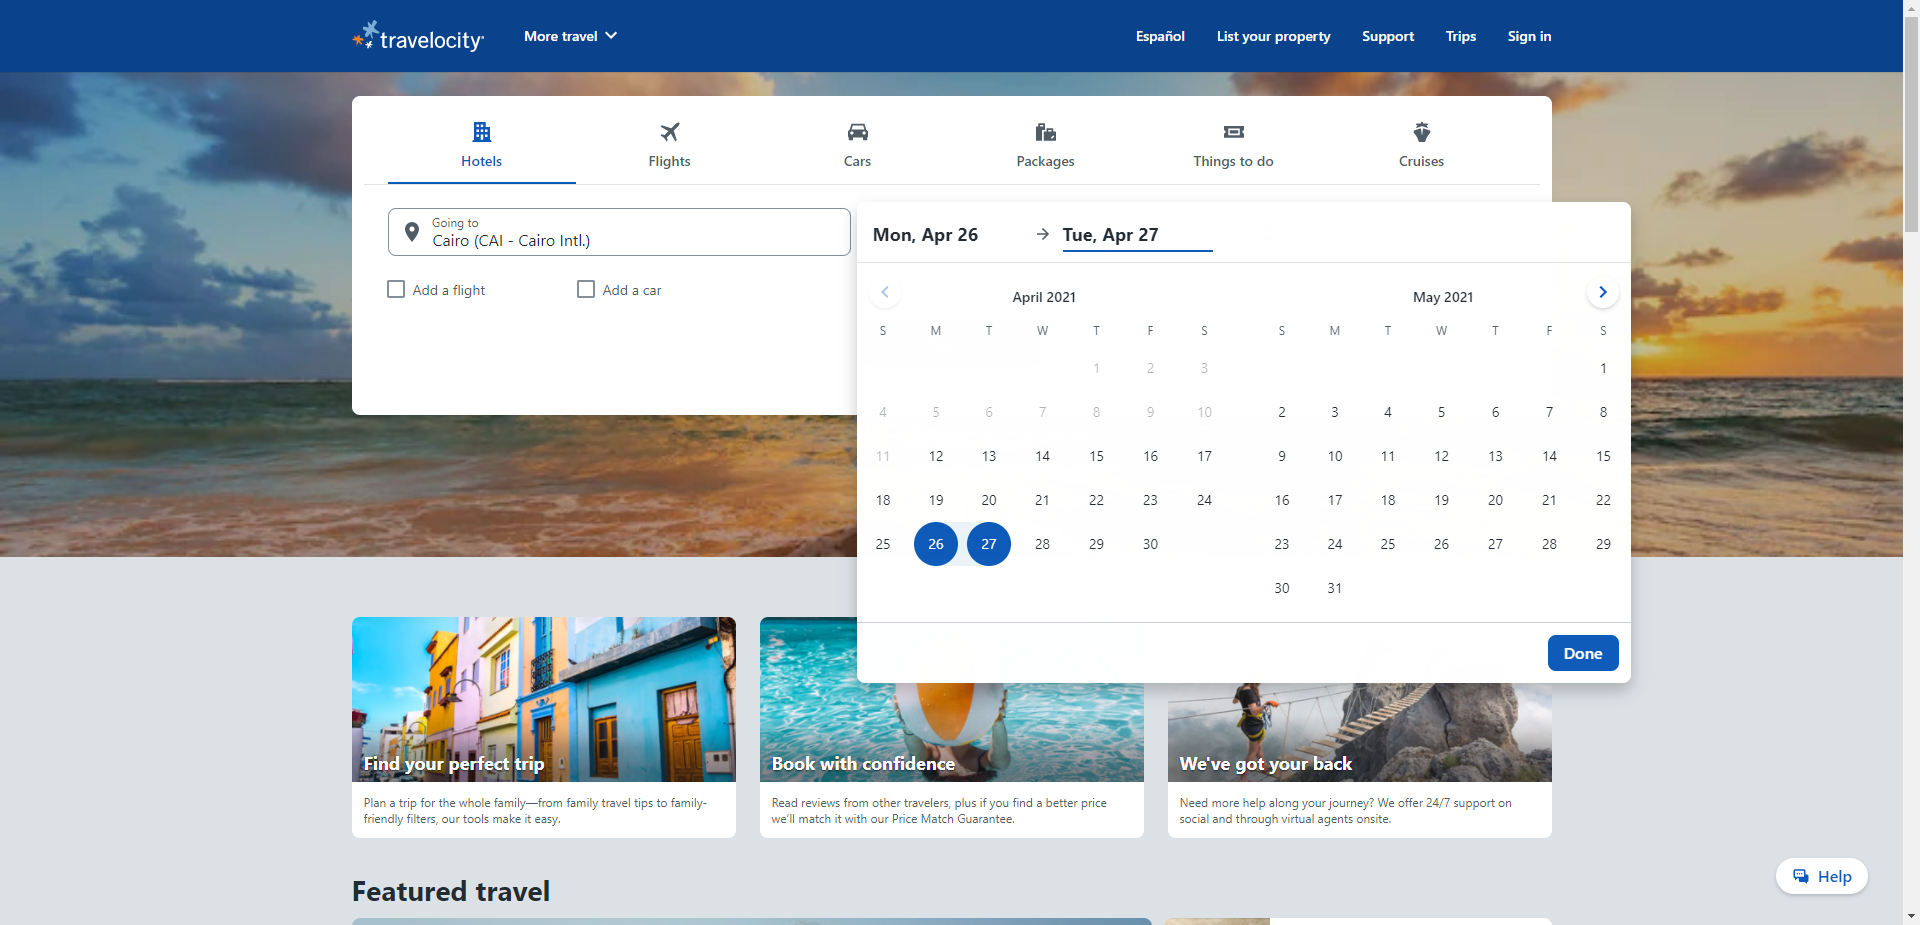 travelocity
More travel
Español
List your property
Support
Trips
Sign in
Hotels
Flights
Cars
Packages
Things to do
Cruises
Going to
Cairo (CAI - Cairo Intl.)
Add a flight
Add a car
Mon, Apr 26
Tue, Apr 27
April 2021
S M T W T F S
1 2 3
4 5 6 7 8 9 10
11 12 13 14 15 16 17
18 19 20 21 22 23 24
25 26 27 28 29 30
May 2021
S M T W T F S
1
2 3 4 5 6 7 8
9 10 11 12 13 14 15
16 17 18 19 20 21 22
23 24 25 26 27 28 29
30 31
Done
Find your perfect trip
Plan a trip for the whole family—from family travel tips to family-
friendly filters, our tools make it easy.
Book with confidence
Read reviews from other travelers, plus if you find a better price
we’ll match it with our Price Match Guarantee.
We've got your back
Need more help along your journey? We offer 24/7 support on
social and through virtual agents onsite.
Featured travel
Help